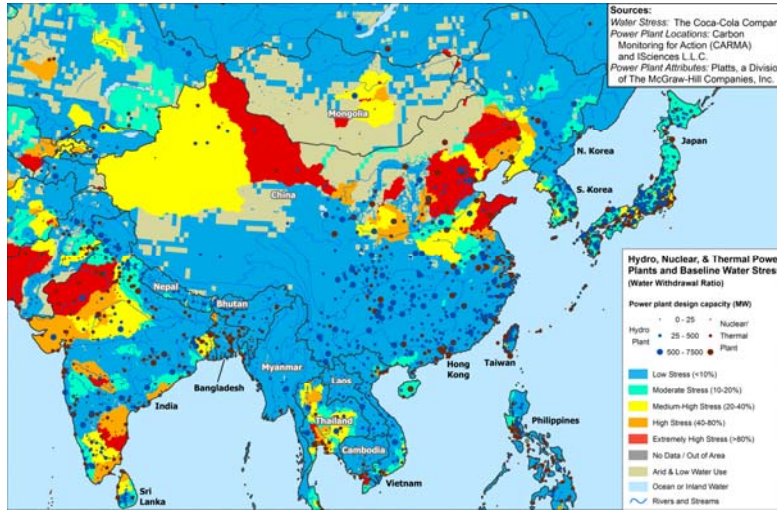 Sources:
Water Stress: The Coca-Cola Compan
Power Plant Locations: Carbon
Monitoring for Action (CARMA)
and ISciences L.L.C.
Power Plant Attributes: Platts, a Division
of The McGraw-Hill Companies, Inc.
Mongolia
Japan
N. Korea
S. Korea
China
Nepal
Bhutan
Myanmar
Laos
Hong
Kong
Taiwan
Bangladesh
India
Thailand
Philippines
Cambodia
Vietnam
Sri
Lanka
Hydro, Nuclear, & Thermal Power
Plants and Baseline Water Stress
(Water Withdrawal Ratio)
Power plant design capacity (MW)
Hydro
Plant
0 - 25
25 - 500
500 - 7500
Nuclear/
Thermal
Plant
Low Stress (<10%)
Moderate Stress (10-20%)
Medium-High Stress (20-40%)
High Stress (40-80%)
Extremely High Stress (>80%)
No Data / Out of Area
Arid & Low Water Use
Ocean or Inland Water
Rivers and Streams